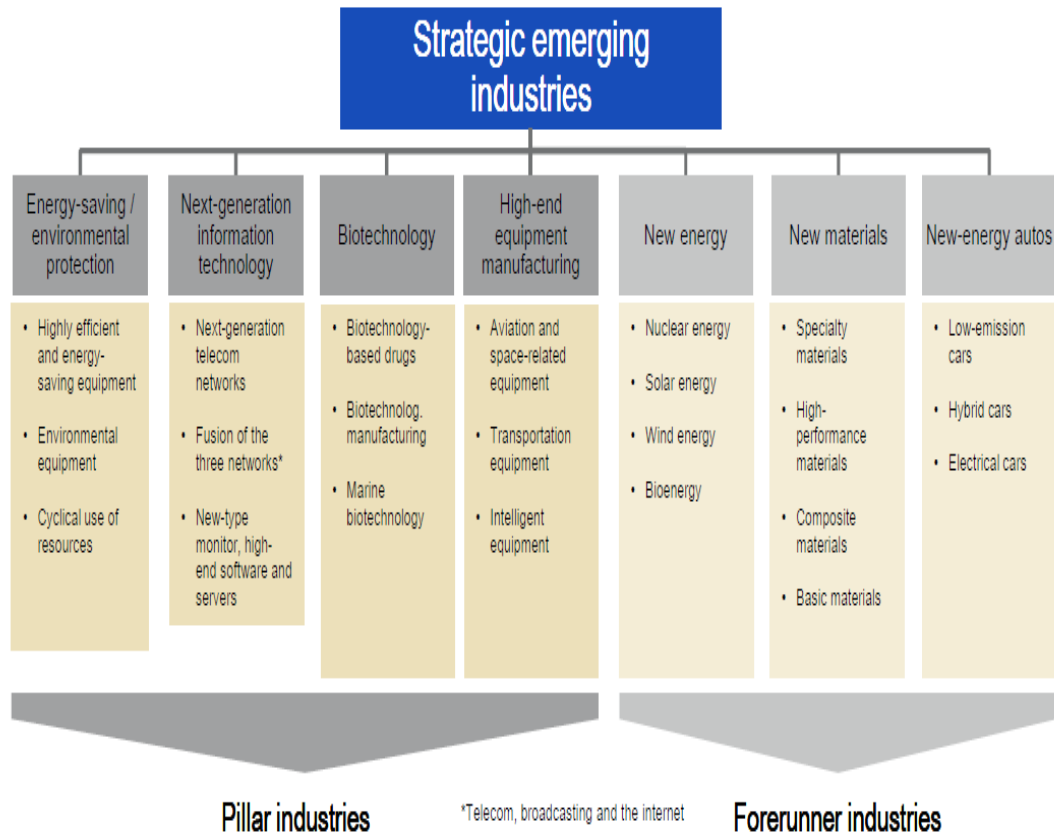 Strategic emerging
industries
Energy-saving /
environmental
protection
Next-generation
information
technology
Biotechnology
High-end
equipment
manufacturing
New energy
New materials
New-energy autos
• Highly efficient
and energy-
saving equipment
• Environmental
equipment
• Cyclical use of
resources
• Next-generation
telecom
networks
• Fusion of the
three networks*
• New-type
monitor, high-
end software and
servers
• Biotechnology-
based drugs
• Biotechnolog.
manufacturing
• Marine
biotechnology
• Aviation and
space-related
equipment
• Transportation
equipment
• Intelligent
equipment
• Nuclear energy
• Solar energy
• Wind energy
• Bioenergy
• Specialty
materials
• High-
performance
materials
• Composite
materials
• Basic materials
• Low-emission
cars
• Hybrid cars
• Electrical cars
Pillar industries
*Telecom, broadcasting and the internet
Forerunner industries